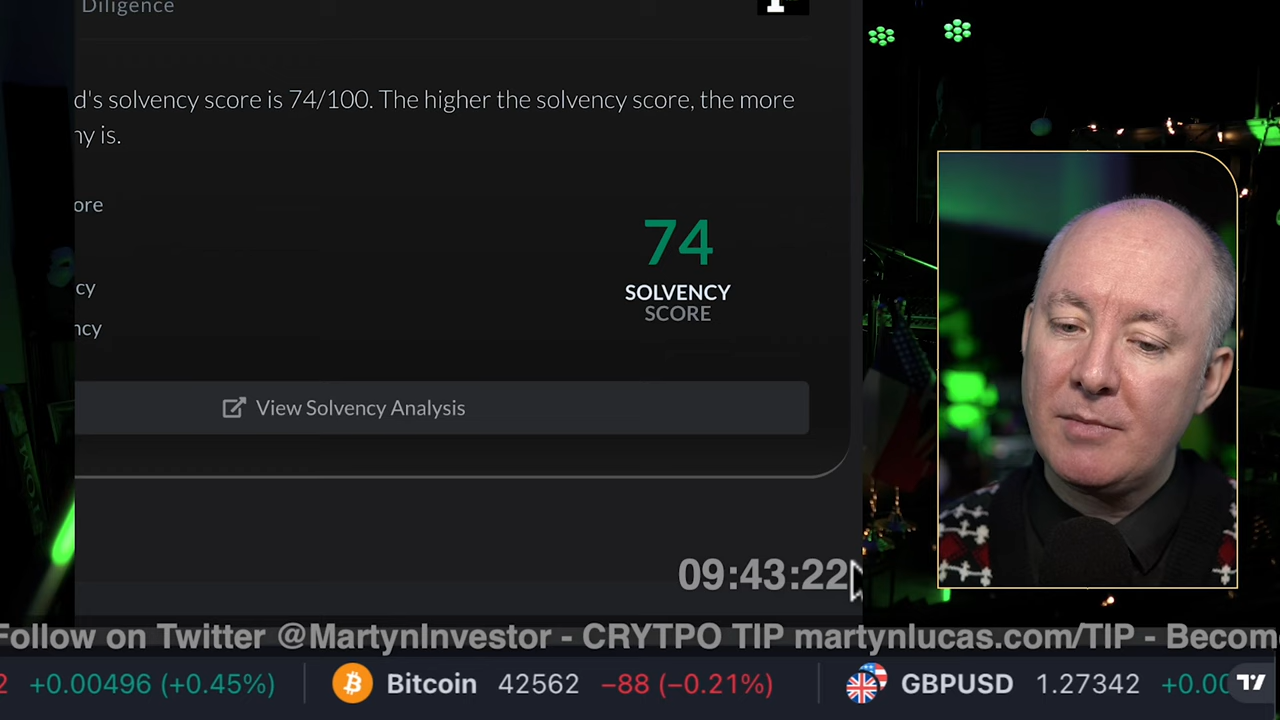 Diligence
d's solvency score is 74/100. The higher the solvency score, the more
ny is.
ore
74
SOLVENCY
SCORE
cy
ncy
View Solvency Analysis
09:43:22
Follow on Twitter @MartynInvestor - CRYTPO TIP martynlucas.com/TIP - Becom
2 +0.00496 (+0.45%) Bitcoin 42562 −88 (−0.21%) GBPUSD 1.27342 +0.00